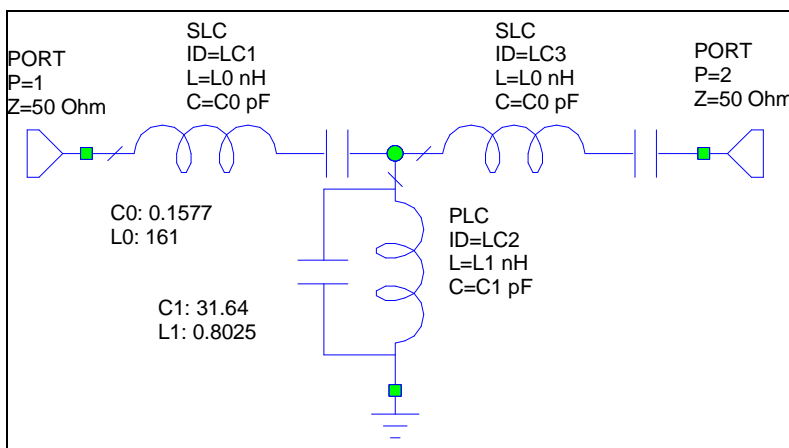 PORT
P=1
Z=50 Ohm
SLC
ID=LC1
L=L0 nH
C=C0 pF
SLC
ID=LC3
L=L0 nH
C=C0 pF
PORT
P=2
Z=50 Ohm
C0: 0.1577
L0: 161
PLC
ID=LC2
L=L1 nH
C=C1 pF
C1: 31.64
L1: 0.8025